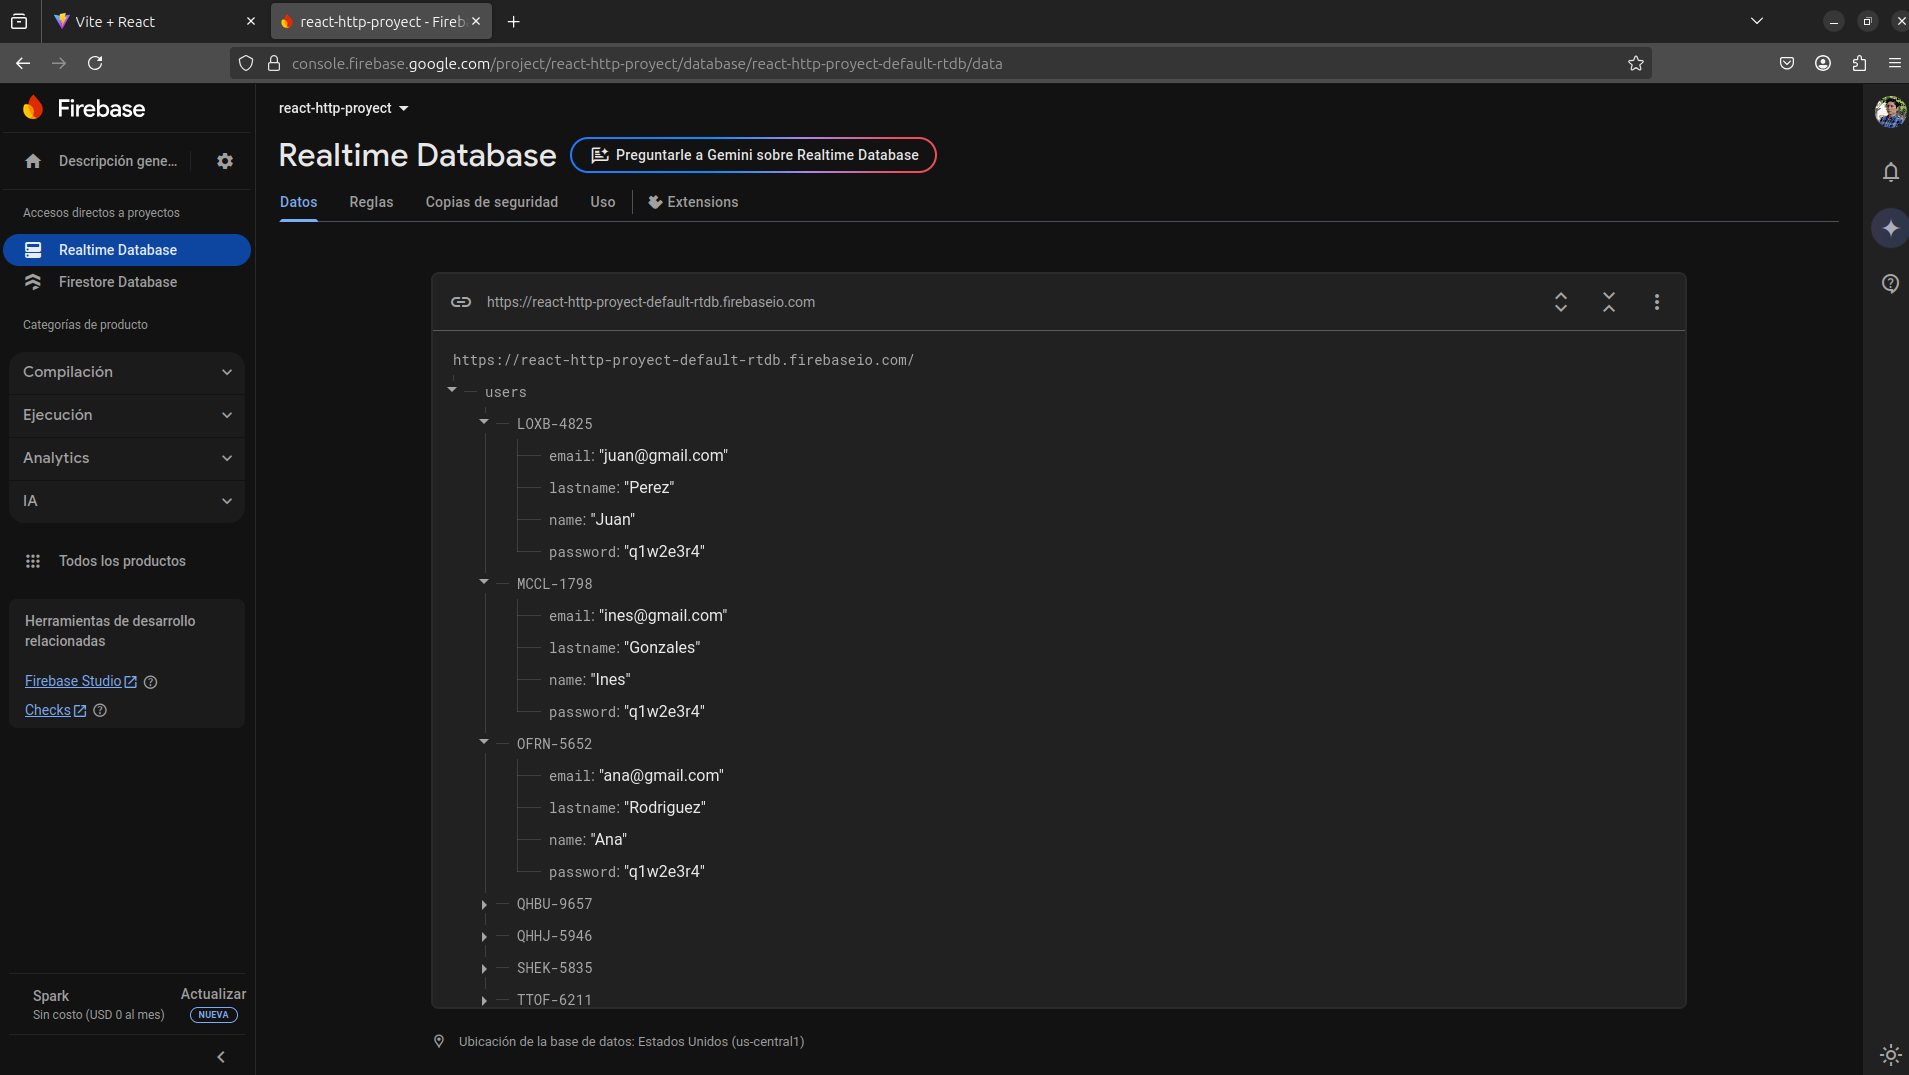 Vite + React
react-http-proyect - Fireb
console.firebase.google.com/project/react-http-proyect/database/react-http-proyect-default-rtdb/data
Firebase
Descripción gene...
Accesos directos a proyectos
Realtime Database
Firestore Database
Categorías de producto
Compilación
Ejecución
Analytics
IA
Todos los productos
Herramientas de desarrollo
relacionadas
Firebase Studio
Checks
Spark
Sin costo (USD 0 al mes)
Actualizar
NUEVA
react-http-proyect
Realtime Database
Preguntarle a Gemini sobre Realtime Database
Datos Reglas Copias de seguridad Uso Extensions
https://react-http-proyect-default-rtdb.firebaseio.com
https://react-http-proyect-default-rtdb.firebaseio.com/
users
LOXB-4825
email: "juan@gmail.com"
lastname: "Perez"
name: "Juan"
password: "q1w2e3r4"
MCCL-1798
email: "ines@gmail.com"
lastname: "Gonzales"
name: "Ines"
password: "q1w2e3r4"
OFRN-5652
email: "ana@gmail.com"
lastname: "Rodriguez"
name: "Ana"
password: "q1w2e3r4"
QHBU-9657
QHHJ-5946
SHEK-5835
TTOF-6211
Ubicación de la base de datos: Estados Unidos (us-central1)